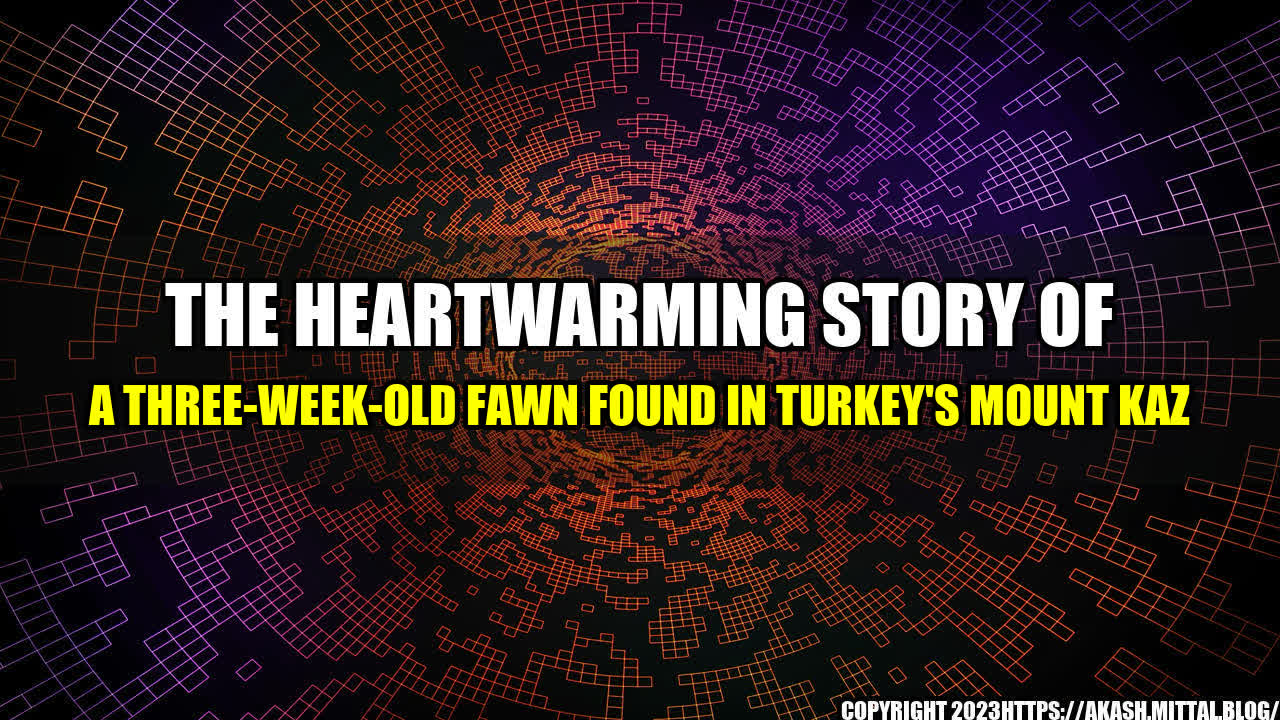 THE HEARTWARMING STORY OF
A THREE-WEEK-OLD FAWN FOUND IN TURKEY'S MOUNT KAZ
COPYRIGHT 2023HTTPS://AKASH.MITTAL.BLOG/